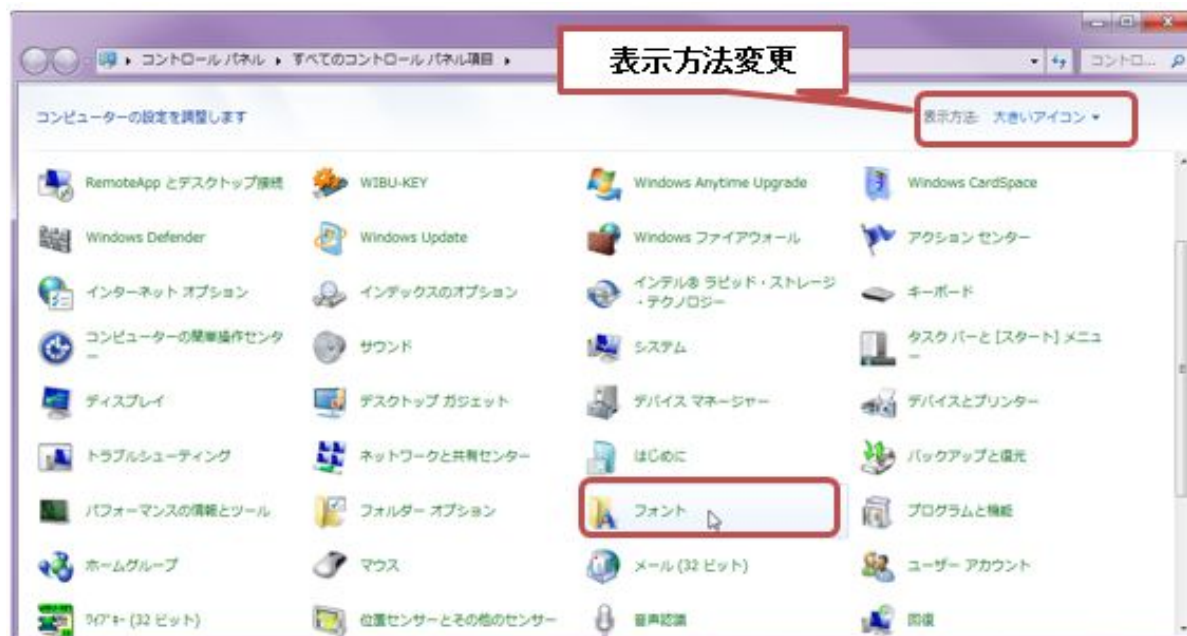 コントロール パネル ▸ すべてのコントロール パネル項目 ▸
コントロ...
表示方法変更
コンピューターの設定を調整します
表示方法: 大きいアイコン
RemoteApp とデスクトップ接続
WIBU-KEY
Windows Anytime Upgrade
Windows CardSpace
Windows Defender
Windows Update
Windows ファイアウォール
アクション センター
インターネット オプション
インデックスのオプション
インテル® ラピッド・ストレージ
・テクノロジー
キーボード
コンピューターの簡単操作センタ
ー
サウンド
システム
タスク バーと [スタート] メニュ
ー
ディスプレイ
デスクトップ ガジェット
デバイス マネージャー
デバイスとプリンター
トラブルシューティング
ネットワークと共有センター
はじめに
バックアップと復元
パフォーマンスの情報とツール
フォルダー オプション
フォント
プログラムと機能
ホームグループ
マウス
メール (32 ビット)
ユーザー アカウント
(32 ビット)
位置センサーとその他のセンサー
音声認識
回復